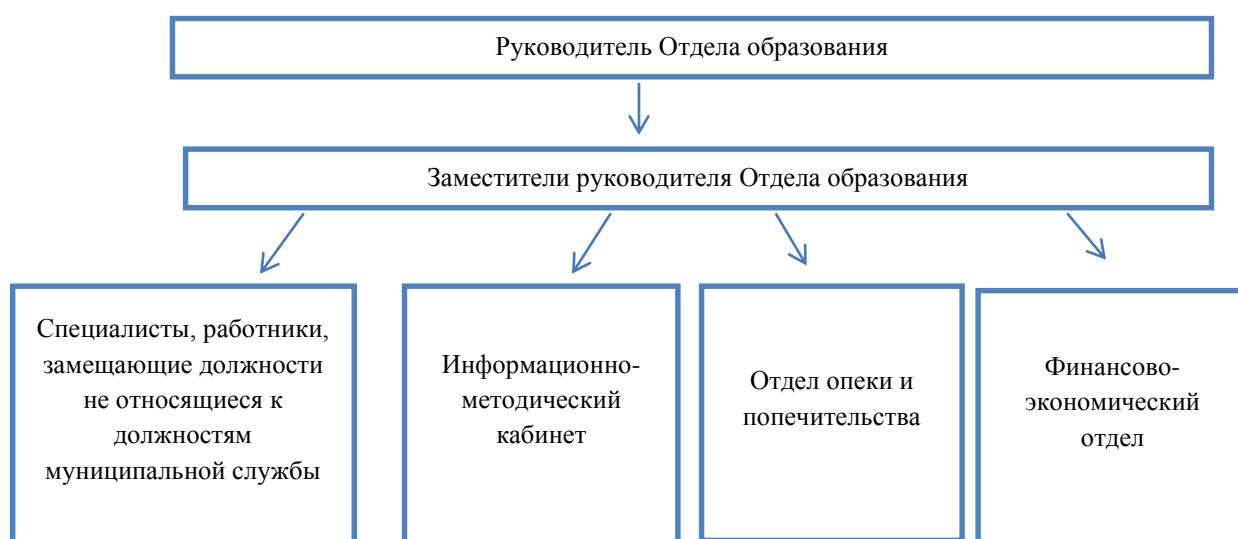 Руководитель Отдела образования
Заместители руководителя Отдела образования
Специалисты, работники,
замещающие должности
не относящиеся к
должностям
муниципальной службы
Информационно-
методический
кабинет
Отдел опеки и
попечительства
Финансово-
экономический
отдел